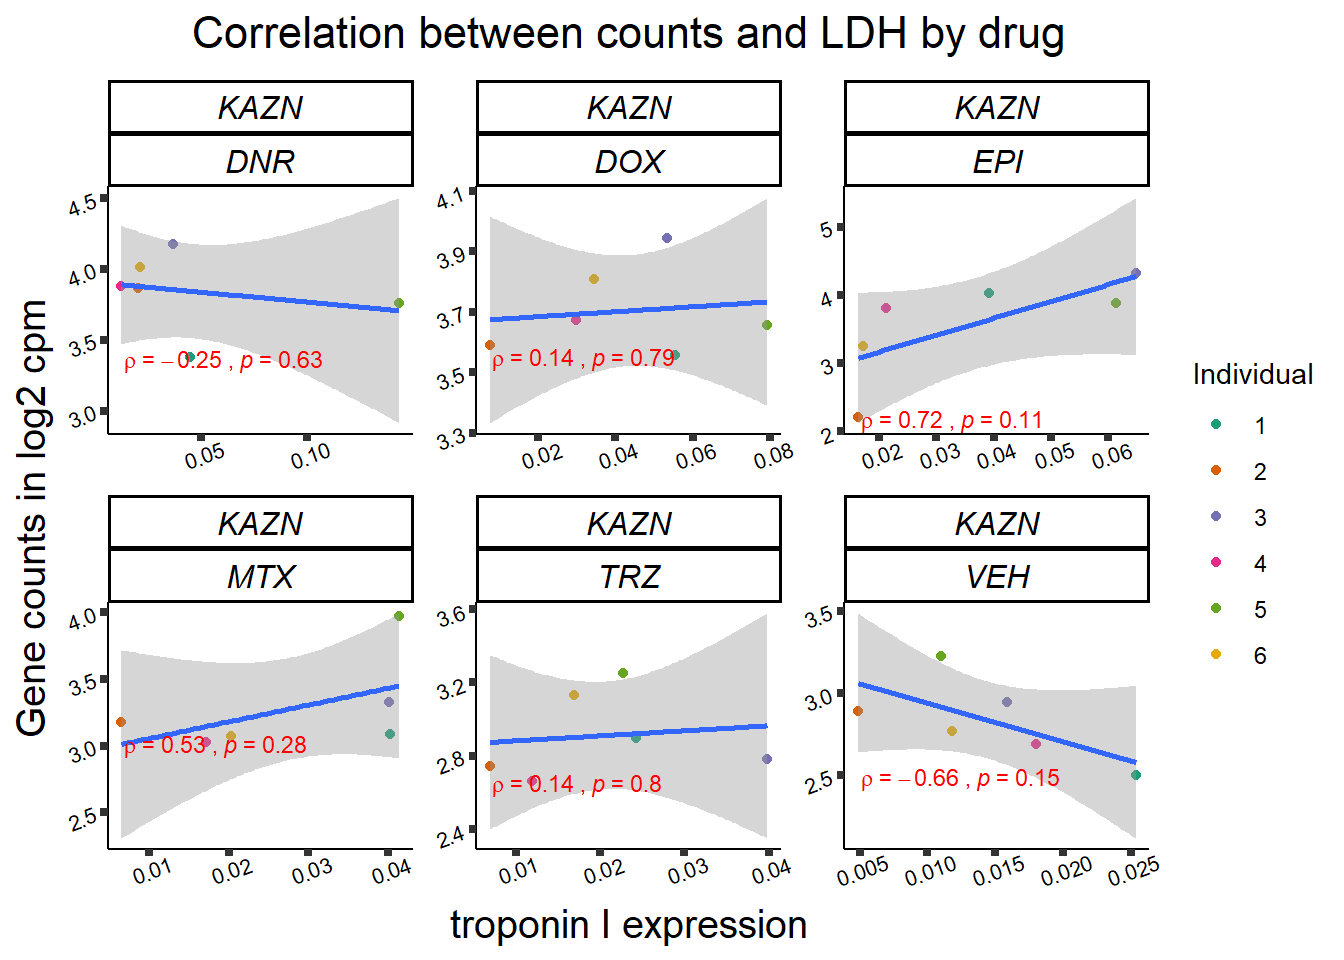 Correlation between counts and LDH by drug
KAZN
DNR
4.5
4.0
3.5
3.0
ρ = −0.25 , p = 0.63
0.05
0.10
KAZN
DOX
4.1
3.9
3.7
3.5
3.3
ρ = 0.14 , p = 0.79
0.02
0.04
0.06
0.08
KAZN
EPI
5
4
3
2
ρ = 0.72 , p = 0.11
0.02
0.03
0.04
0.05
0.06
KAZN
MTX
4.0
3.5
3.0
2.5
ρ = 0.53 , p = 0.28
0.01
0.02
0.03
0.04
KAZN
TRZ
3.6
3.2
2.8
2.4
ρ = 0.14 , p = 0.8
0.01
0.02
0.03
0.04
KAZN
VEH
3.5
3.0
2.5
ρ = −0.66 , p = 0.15
0.005
0.010
0.015
0.020
0.025
Gene counts in log2 cpm
troponin I expression
Individual
1
2
3
4
5
6